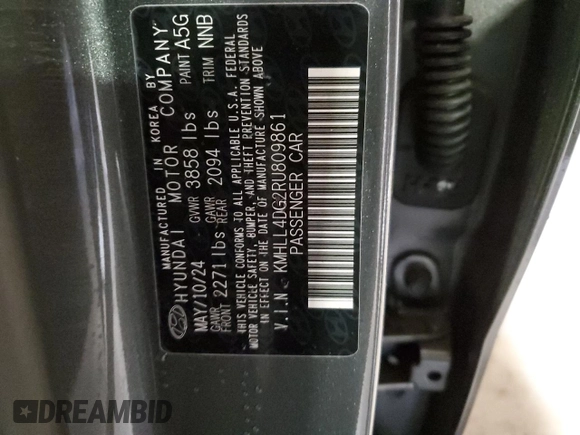 MANUFACTURED IN KOREA BY
HYUNDAI MOTOR COMPANY
MAY/10/24 GVWR 3858 lbs PAINT A5G
GAWR FRONT 2271 lbs GAWR REAR 2094 lbs TRIM NNB
THIS VEHICLE CONFORMS TO ALL APPLICABLE U.S.A. FEDERAL
MOTOR VEHICLE SAFETY, BUMPER, AND THEFT PREVENTION STANDARDS
IN EFFECT ON THE DATE OF MANUFACTURE SHOWN ABOVE
V.I.N KMHLL4DG2RU809861
PASSENGER CAR
DREAMBID